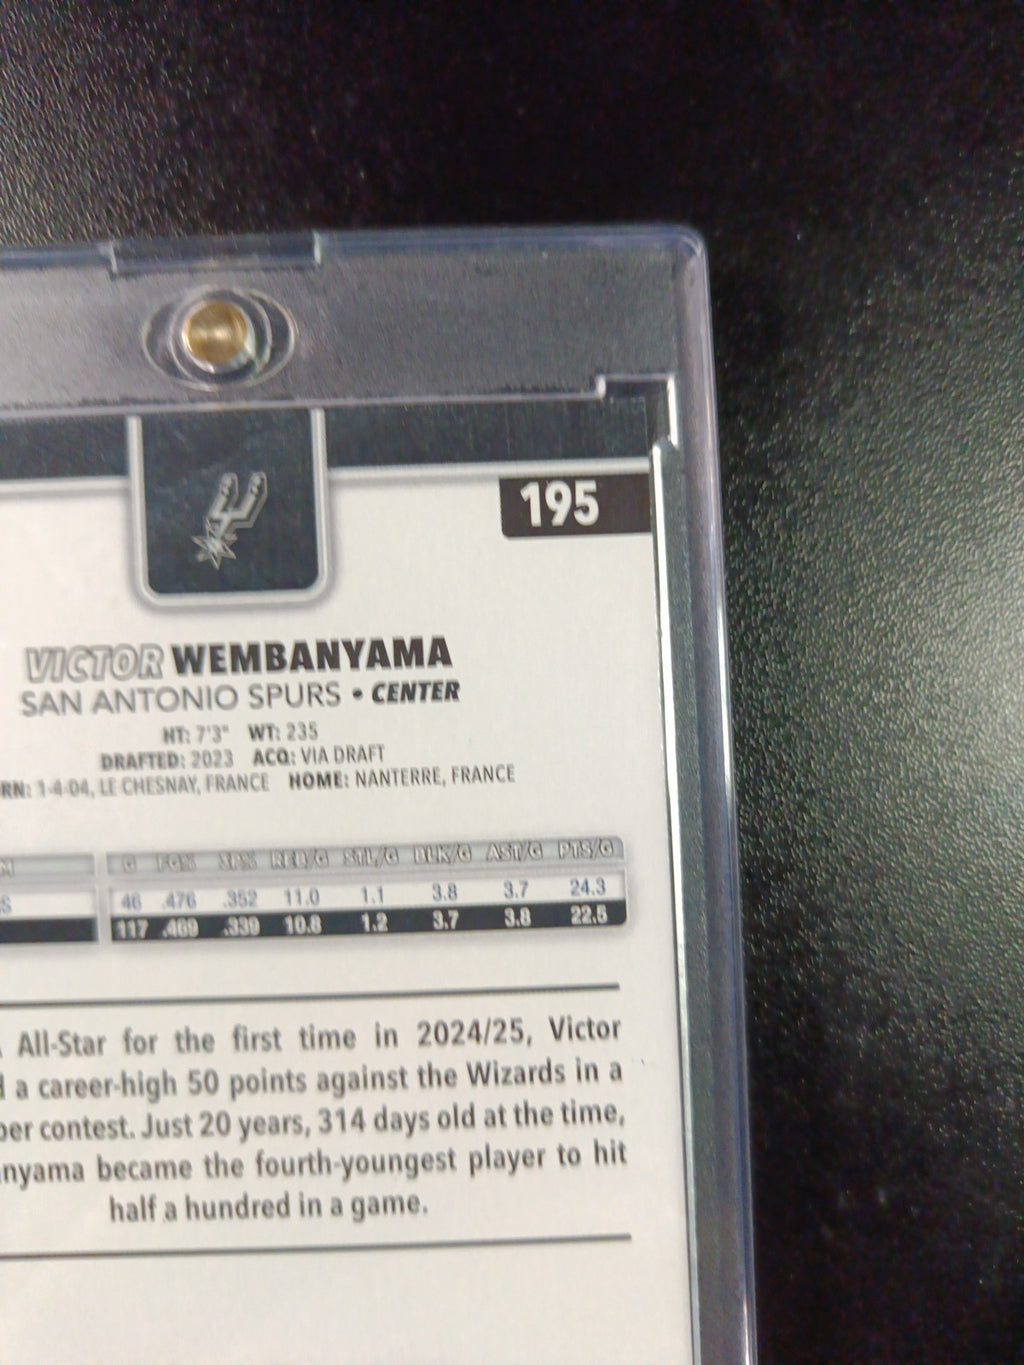 195
VICTOR WEMBANYAMA
SAN ANTONIO SPURS • CENTER
HT: 7'3" WT: 235
DRAFTED: 2023 ACQ: VIA DRAFT
RN: 1-4-04, LE CHESNAY, FRANCE HOME: NANTERRE, FRANCE
M G FG% 3P% REB/G STL/G BLK/G AST/G PTS/G
S 46 .476 .352 11.0 1.1 3.8 3.7 24.3
117 .469 .339 10.8 1.2 3.7 3.8 22.5
All-Star for the first time in 2024/25, Victor
d a career-high 50 points against the Wizards in a
ber contest. Just 20 years, 314 days old at the time,
anyama became the fourth-youngest player to hit
half a hundred in a game.